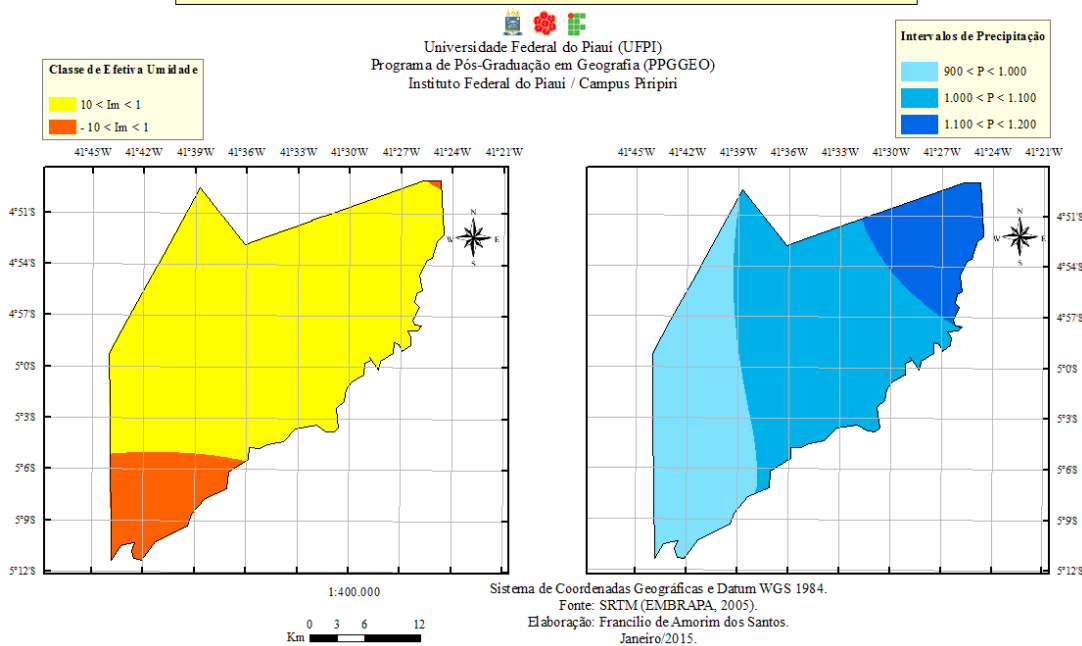 Universidade Federal do Piauí (UFPI)
Programa de Pós-Graduação em Geografia (PPGGEO)
Instituto Federal do Piauí / Campus Piripiri
Classe de Efetiva Umidade
10 < Im < 1
- 10 < Im < 1
Intervalos de Precipitação
900 < P < 1.000
1.000 < P < 1.100
1.100 < P < 1.200
41°45'W 41°42'W 41°39'W 41°36'W 41°33'W 41°30'W 41°27'W 41°24'W 41°21'W
4°51'S
4°54'S
4°57'S
5°0'S
5°3'S
5°6'S
5°9'S
5°12'S
N
W E
S
41°45'W 41°42'W 41°39'W 41°36'W 41°33'W 41°30'W 41°27'W 41°24'W 41°21'W
4°51'S
4°54'S
4°57'S
5°0'S
5°3'S
5°6'S
5°9'S
5°12'S
N
W E
S
1:400.000
Km 0 3 6 12
Sistema de Coordenadas Geográficas e Datum WGS 1984.
Fonte: SRTM (EMBRAPA, 2005).
Elaboração: Francílio de Amorim dos Santos.
Janeiro/2015.